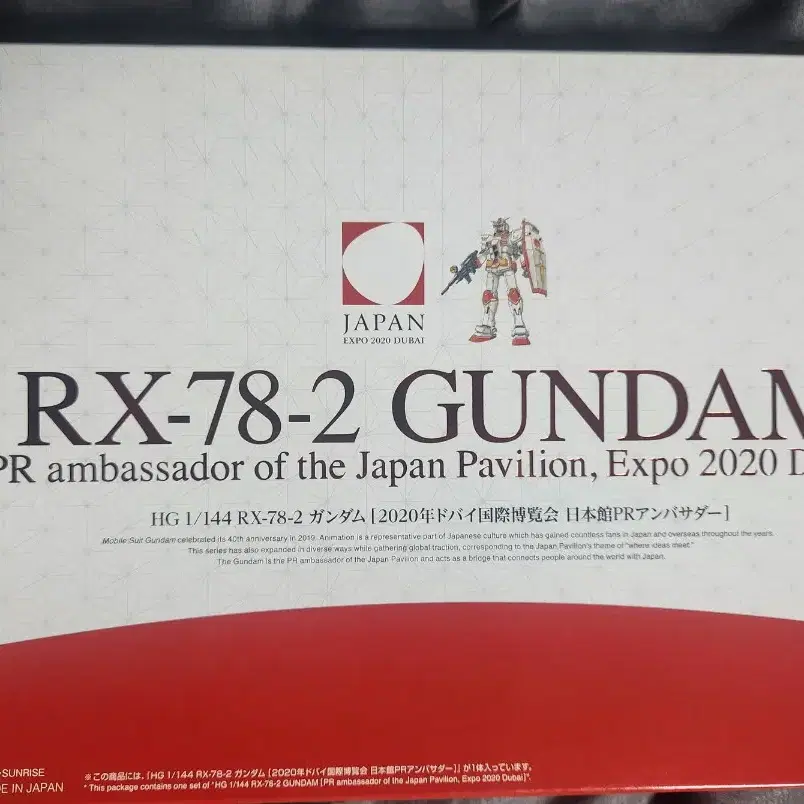 JAPAN
EXPO 2020 DUBAI
RX-78-2 GUNDAM
PR ambassador of the Japan Pavilion, Expo 2020 D
HG 1/144 RX-78-2 ガンダム [2020年ドバイ国際博覧会 日本館PRアンバサダー]
Mobile Suit Gundam celebrated its 40th anniversary in 2019. Animation is a representative part of Japanese culture which has gained countless fans in Japan and overseas throughout the years.
This series has also expanded in diverse ways while gathering global traction, corresponding to the Japan Pavilion's theme of "where ideas meet."
The Gundam is the PR ambassador of the Japan Pavilion and acts as a bridge that connects people around the world with Japan.
SUNRISE
DE IN JAPAN
※この商品には、「HG 1/144 RX-78-2 ガンダム [2020年ドバイ国際博覧会 日本館PRアンバサダー]」が1体入っています。
* This package contains one set of "HG 1/144 RX-78-2 GUNDAM [PR ambassador of the Japan Pavilion, Expo 2020 Dubai]".